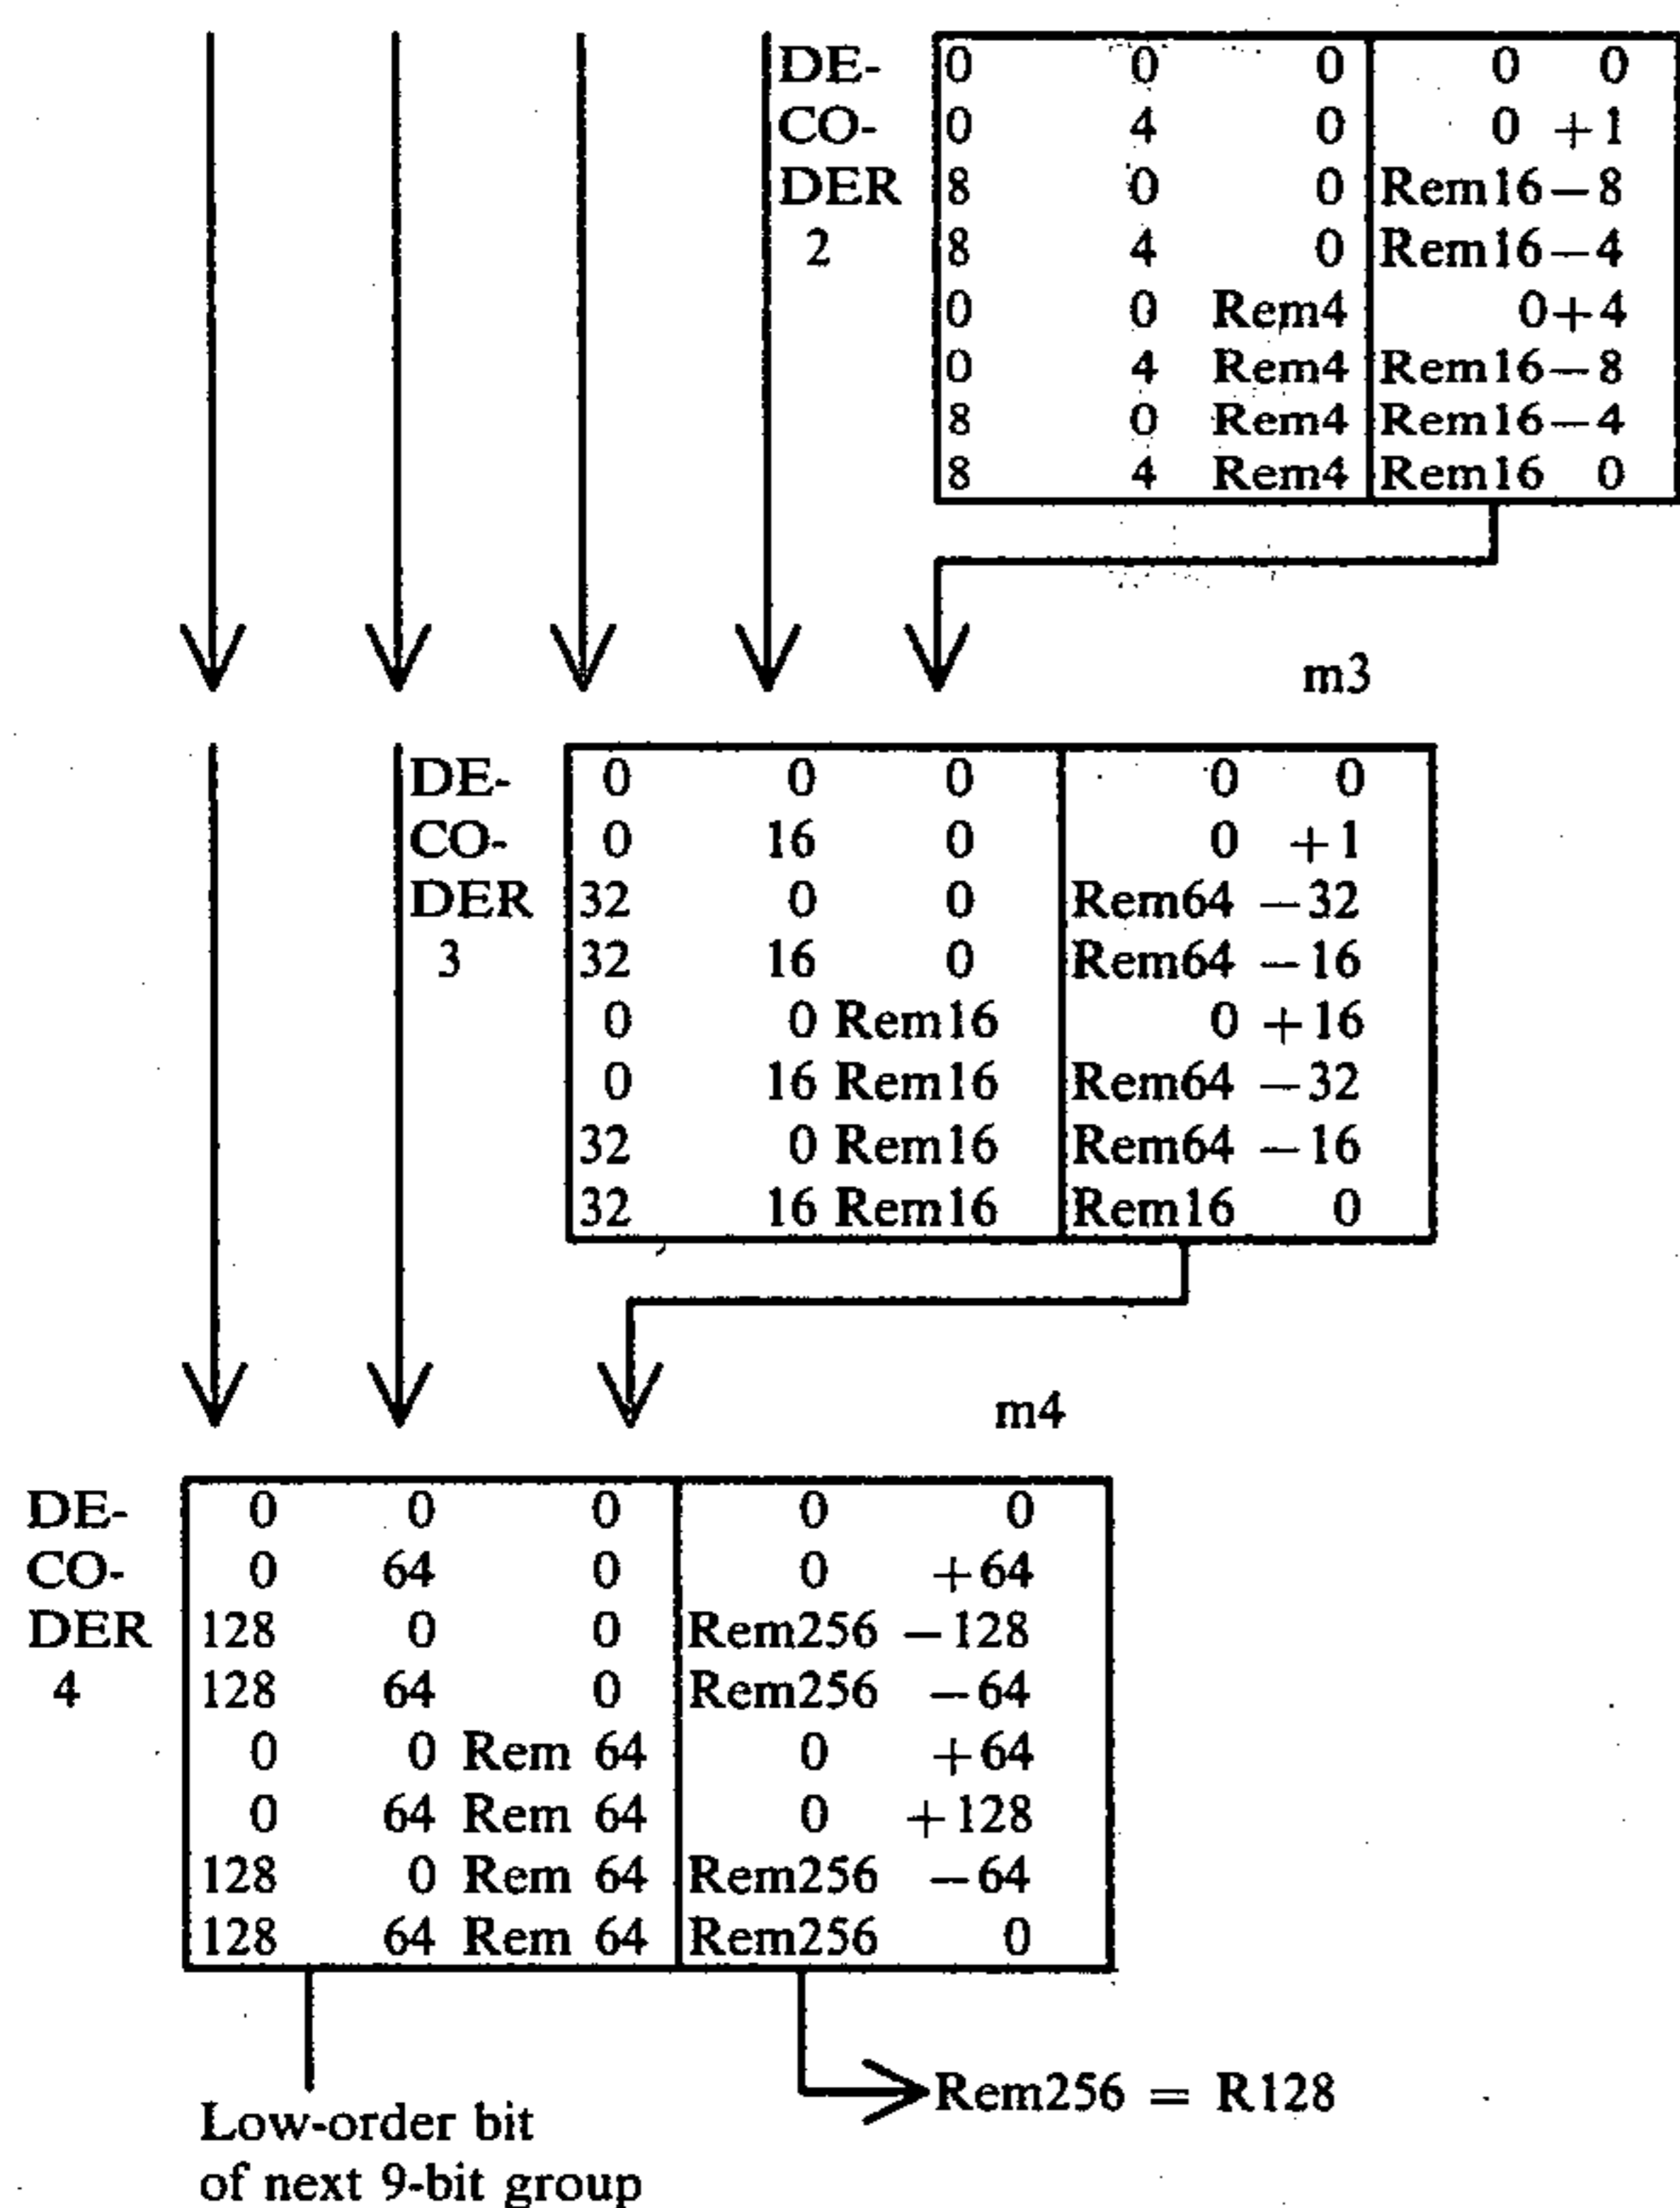 DE- 0 0 0 0 0
CO- 0 4 0 0 +1
DER 8 0 0 Rem16−8
2 8 4 0 Rem16−4
0 0 Rem4 0+4
0 4 Rem4 Rem16−8
8 0 Rem4 Rem16−4
8 4 Rem4 Rem16 0
m3
DE- 0 0 0 0 0
CO- 0 16 0 0 +1
DER 32 0 0 Rem64 −32
3 32 16 0 Rem64 −16
0 0 Rem16 0 +16
0 16 Rem16 Rem64 −32
32 0 Rem16 Rem64 −16
32 16 Rem16 Rem16 0
m4
DE- 0 0 0 0 0
CO- 0 64 0 0 +64
DER 128 0 0 Rem256 −128
4 128 64 0 Rem256 −64
0 0 Rem 64 0 +64
0 64 Rem 64 0 +128
128 0 Rem 64 Rem256 −64
128 64 Rem 64 Rem256 0
Rem256 = R128
Low-order bit
of next 9-bit group